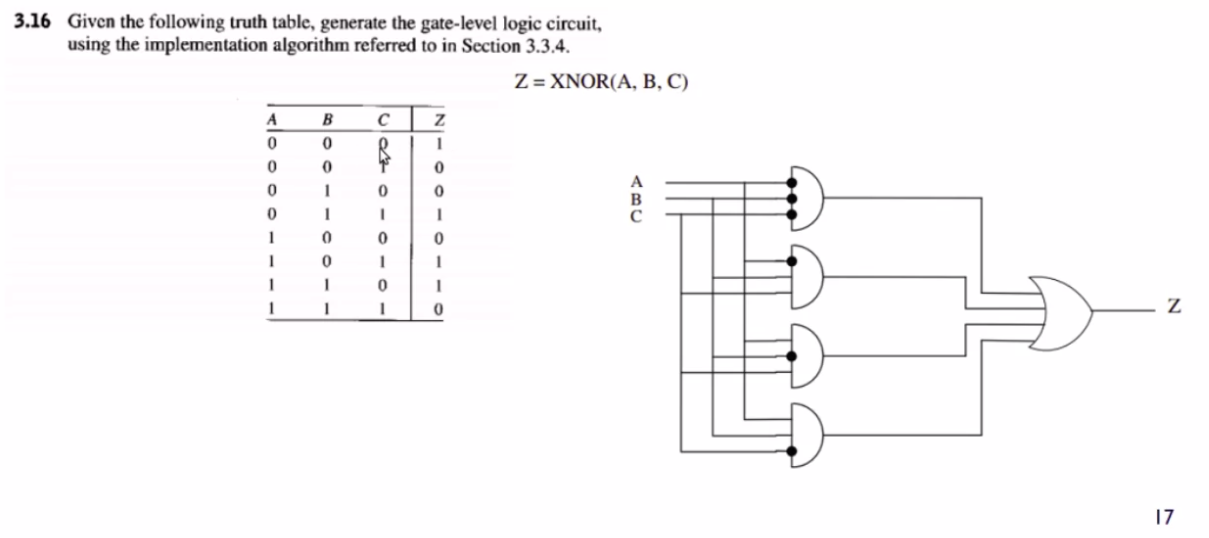 3.16 Given the following truth table, generate the gate-level logic circuit,
using the implementation algorithm referred to in Section 3.3.4.
Z = XNOR(A, B, C)
A B C Z
0 0 0 1
0 0 1 0
0 1 0 0
0 1 1 1
1 0 0 0
1 0 1 1
1 1 0 1
1 1 1 0
A
B
C
Z
17